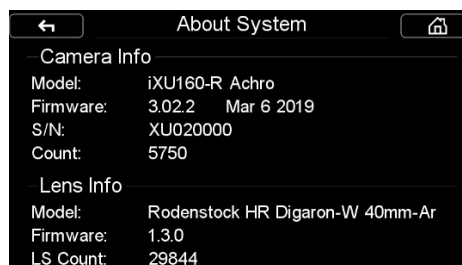 About System
Camera Info
Model: iXU160-R Achro
Firmware: 3.02.2 Mar 6 2019
S/N: XU020000
Count: 5750
Lens Info
Model: Rodenstock HR Digaron-W 40mm-Ar
Firmware: 1.3.0
LS Count: 29844